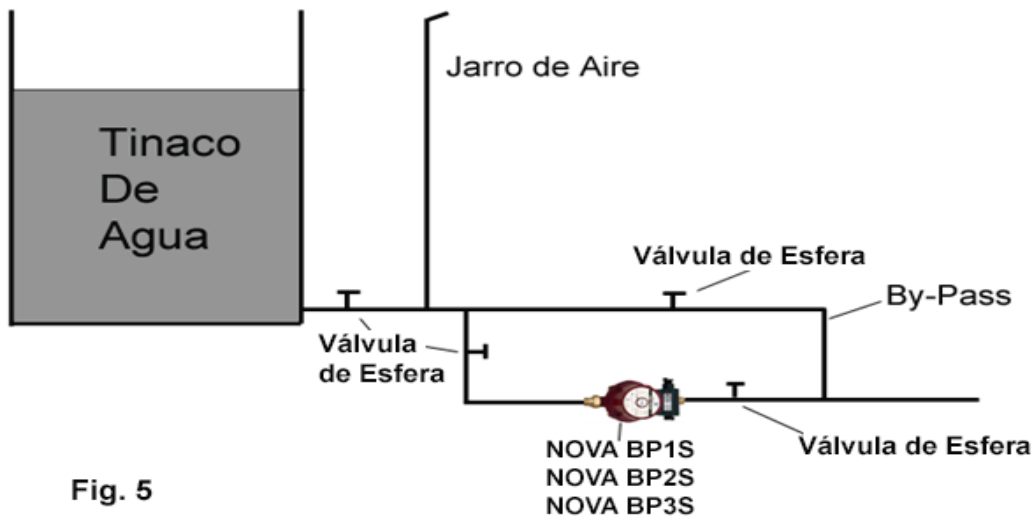 Jarro de Aire
Tinaco
De
Agua
Válvula de Esfera
By-Pass
Válvula
de Esfera
NOVA BP1S
NOVA BP2S
NOVA BP3S
Válvula de Esfera
Fig. 5